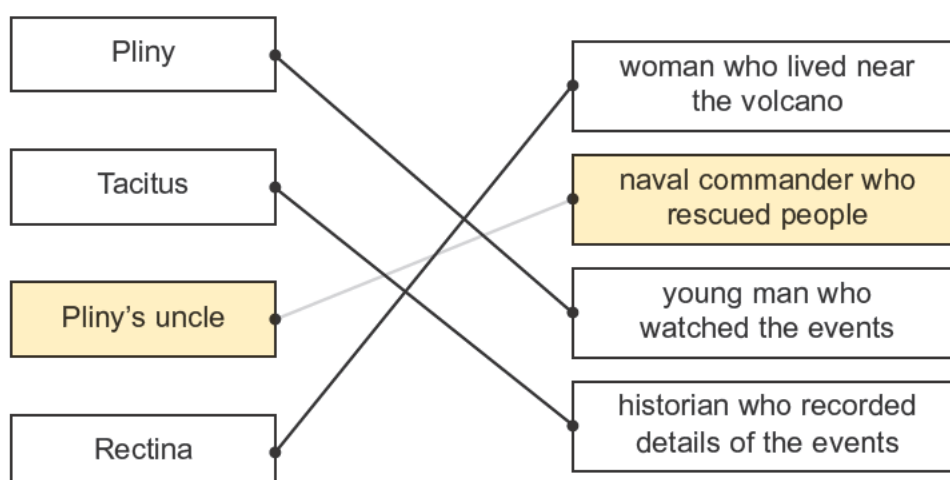 Pliny
Tacitus
Pliny’s uncle
Rectina
woman who lived near
the volcano
naval commander who
rescued people
young man who
watched the events
historian who recorded
details of the events